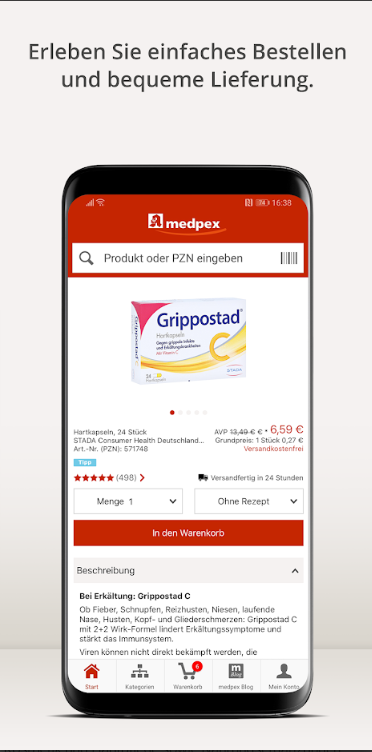 Erleben Sie einfaches Bestellen
und bequeme Lieferung.
16:38
medpex
Produkt oder PZN eingeben
Grippostad®
Hartkapseln
Gegen grippale Infekte
und Erkältungskrankheiten
Mit Vitamin C
C
STADA
Hartkapseln, 24 Stück
STADA Consumer Health Deutschland...
Art.-Nr. (PZN): 571748
AVP 13,49 € € * 6,59 €
Grundpreis: 1 Stück 0,27 €
Versandkostenfrei
Tipp
(498)
Versandfertig in 24 Stunden
Menge 1
Ohne Rezept
In den Warenkorb
Beschreibung
Bei Erkältung: Grippostad C
Ob Fieber, Schnupfen, Reizhusten, Niesen, laufende
Nase, Husten, Kopf- und Gliederschmerzen: Grippostad C
mit 2+2 Wirk-Formel lindert Erkältungssymptome und
stärkt das Immunsystem.
Viren können nicht direkt bekämpft werden, die
6
Start
Kategorien
Warenkorb
medpex Blog
Mein Konto